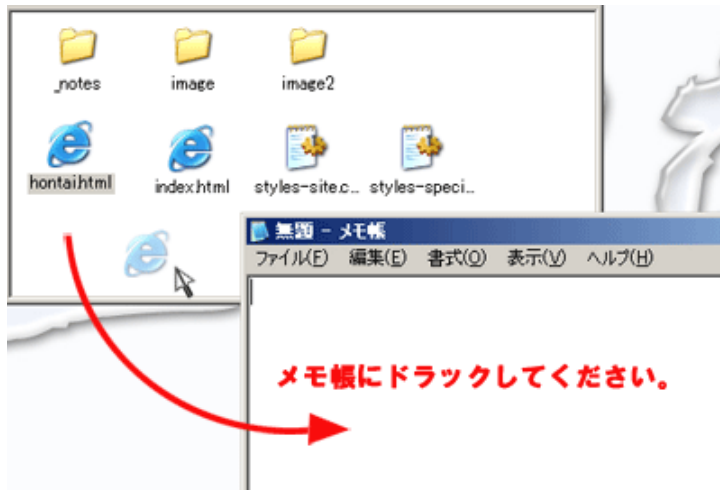 _notes
image
image2
hontai.html
index.html
styles-site.c...
styles-speci...
無題 - メモ帳
ファイル(F) 編集(E) 書式(O) 表示(V) ヘルプ(H)
メモ帳にドラックしてください。